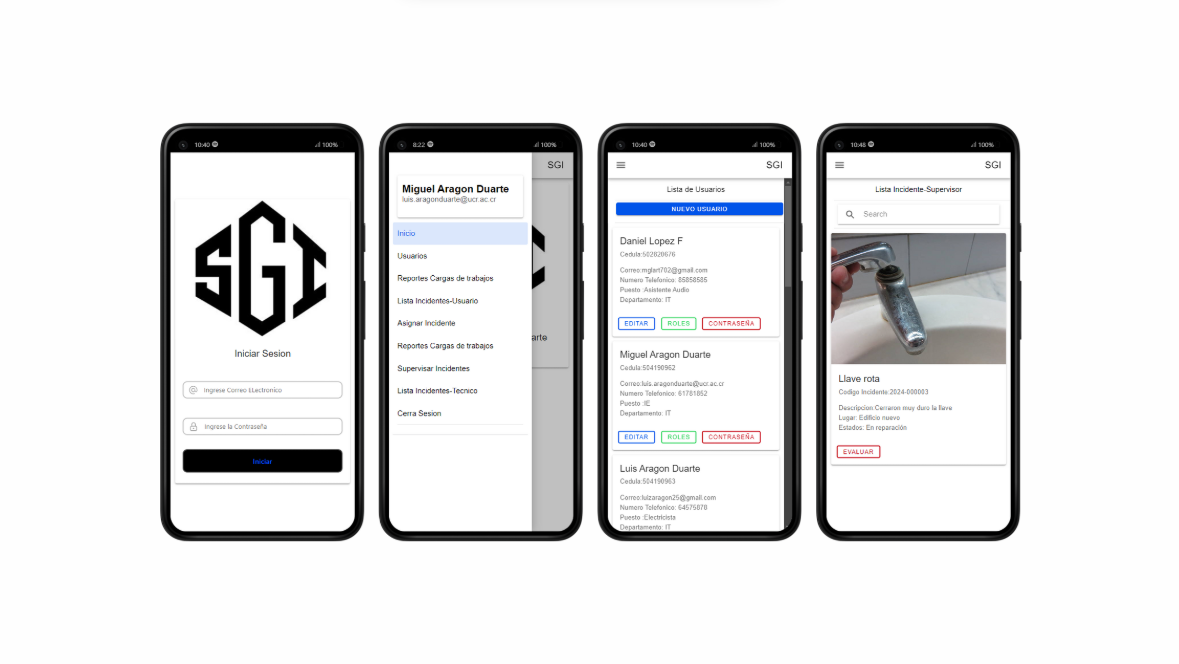 10:40
100%
SGI
Iniciar Sesion
Ingrese Correo ELectronico
Ingrese la Contraseña
Iniciar
8:22
100%
SGI
Miguel Aragon Duarte
luis.aragonduarte@ucr.ac.cr
Inicio
Usuarios
Reportes Cargas de trabajos
Lista Incidentes-Usuario
Asignar Incidente
arte
Reportes Cargas de trabajos
Supervisar Incidentes
Lista Incidentes-Tecnico
Cerra Sesion
10:40
100%
SGI
Lista de Usuarios
NUEVO USUARIO
Daniel Lopez F
Cedula:502820676
Correo:mglart702@gmail.com
Numero Telefonico: 85858585
Puesto :Asistente Audio
Departamento: IT
EDITAR ROLES CONTRASEÑA
Miguel Aragon Duarte
Cedula:504190962
Correo:luis.aragonduarte@ucr.ac.cr
Numero Telefonico: 61781852
Puesto :IE
Departamento: IT
EDITAR ROLES CONTRASEÑA
Luis Aragon Duarte
Cedula:504190963
Correo:luizaragon25@gmail.com
Numero Telefonico: 64575878
Puesto :Electricista
Departamento: IT
10:48
100%
SGI
Lista Incidente-Supervisor
Search
Llave rota
Codigo Incidente:2024-000003
Descripcion:Cerraron muy duro la llave
Lugar: Edificio nuevo
Estados: En reparación
EVALUAR